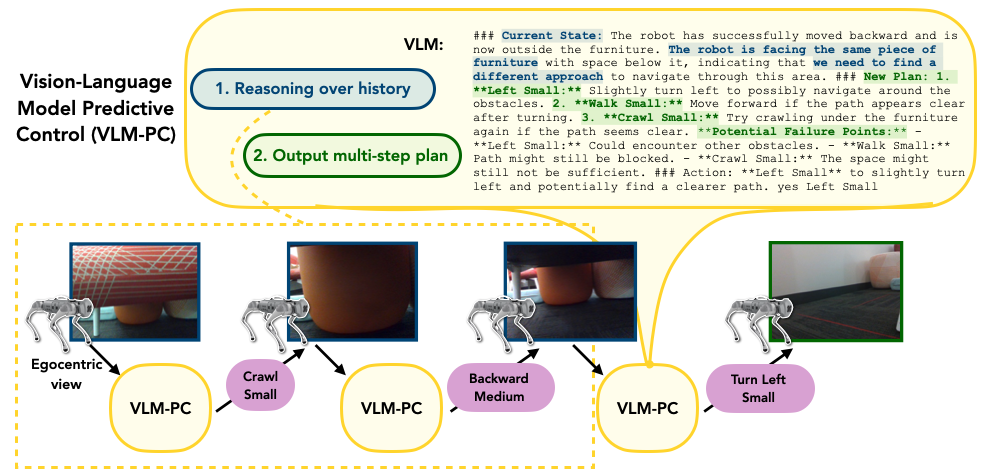 Vision-Language
Model Predictive
Control (VLM-PC)
1. Reasoning over history
2. Output multi-step plan
VLM:
### Current State: The robot has successfully moved backward and is
now outside the furniture. The robot is facing the same piece of
furniture with space below it, indicating that we need to find a
different approach to navigate through this area. ### New Plan: 1.
**Left Small:** Slightly turn left to possibly navigate around the
obstacles. 2. **Walk Small:** Move forward if the path appears clear
after turning. 3. **Crawl Small:** Try crawling under the furniture
again if the path seems clear. **Potential Failure Points:** -
**Left Small:** Could encounter other obstacles. - **Walk Small:**
Path might still be blocked. - **Crawl Small:** The space might
still not be sufficient. ### Action: **Left Small** to slightly turn
left and potentially find a clearer path. yes Left Small
Egocentric
view
VLM-PC
Crawl
Small
VLM-PC
Backward
Medium
VLM-PC
Turn Left
Small